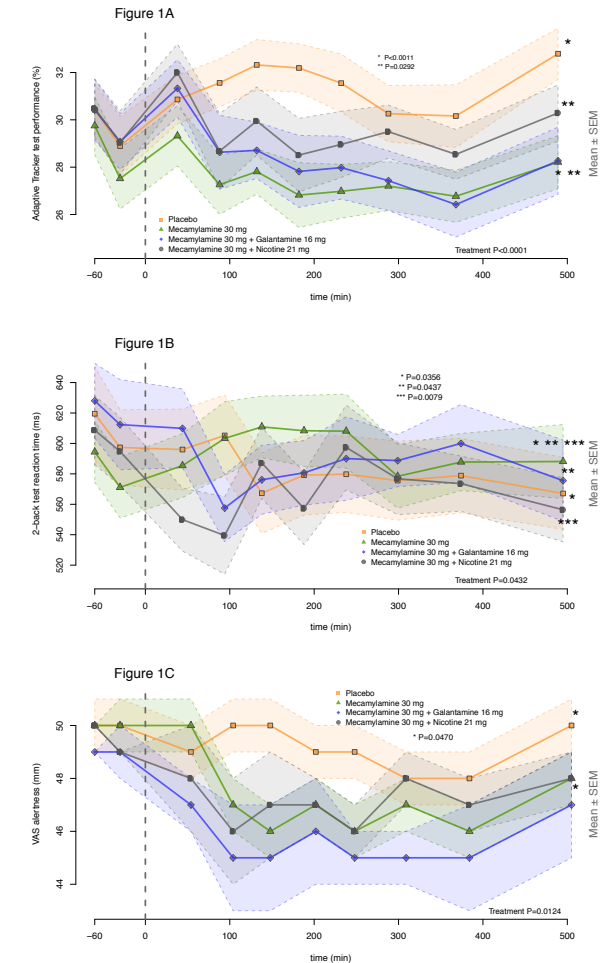 Figure 1A
Adaptive Tracker test performance (%)
32
30
28
26
* P<0.0011
** P=0.0292
*
**
* **
Mean ± SEM
Placebo
Mecamylamine 30 mg
Mecamylamine 30 mg + Galantamine 16 mg
Mecamylamine 30 mg + Nicotine 21 mg
Treatment P<0.0001
−60 0 100 200 300 400 500
time (min)
Figure 1B
2−back test reaction time (ms)
640
620
600
580
560
540
520
* P=0.0356
** P=0.0437
*** P=0.0079
* *** ***
**
*
***
Mean ± SEM
Placebo
Mecamylamine 30 mg
Mecamylamine 30 mg + Galantamine 16 mg
Mecamylamine 30 mg + Nicotine 21 mg
Treatment P=0.0432
−60 0 100 200 300 400 500
time (min)
Figure 1C
Placebo
Mecamylamine 30 mg
Mecamylamine 30 mg + Galantamine 16 mg
Mecamylamine 30 mg + Nicotine 21 mg
* P=0.0470
VAS alertness (mm)
50
48
46
44
*
*
Mean ± SEM
Treatment P=0.0124
−60 0 100 200 300 400 500
time (min)